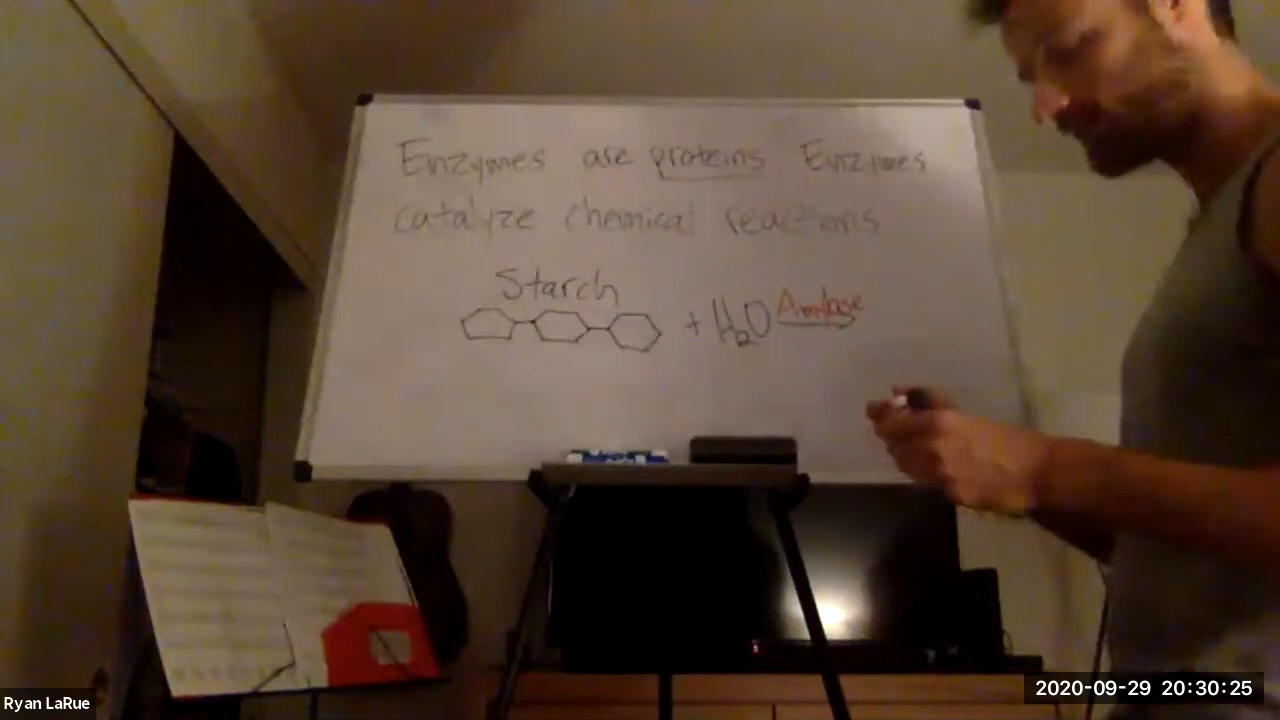 Enzymes are proteins Enzymes
catalyze chemical reactions
Starch
+ H₂O Amylase
Ryan LaRue
2020-09-29 20:30:25